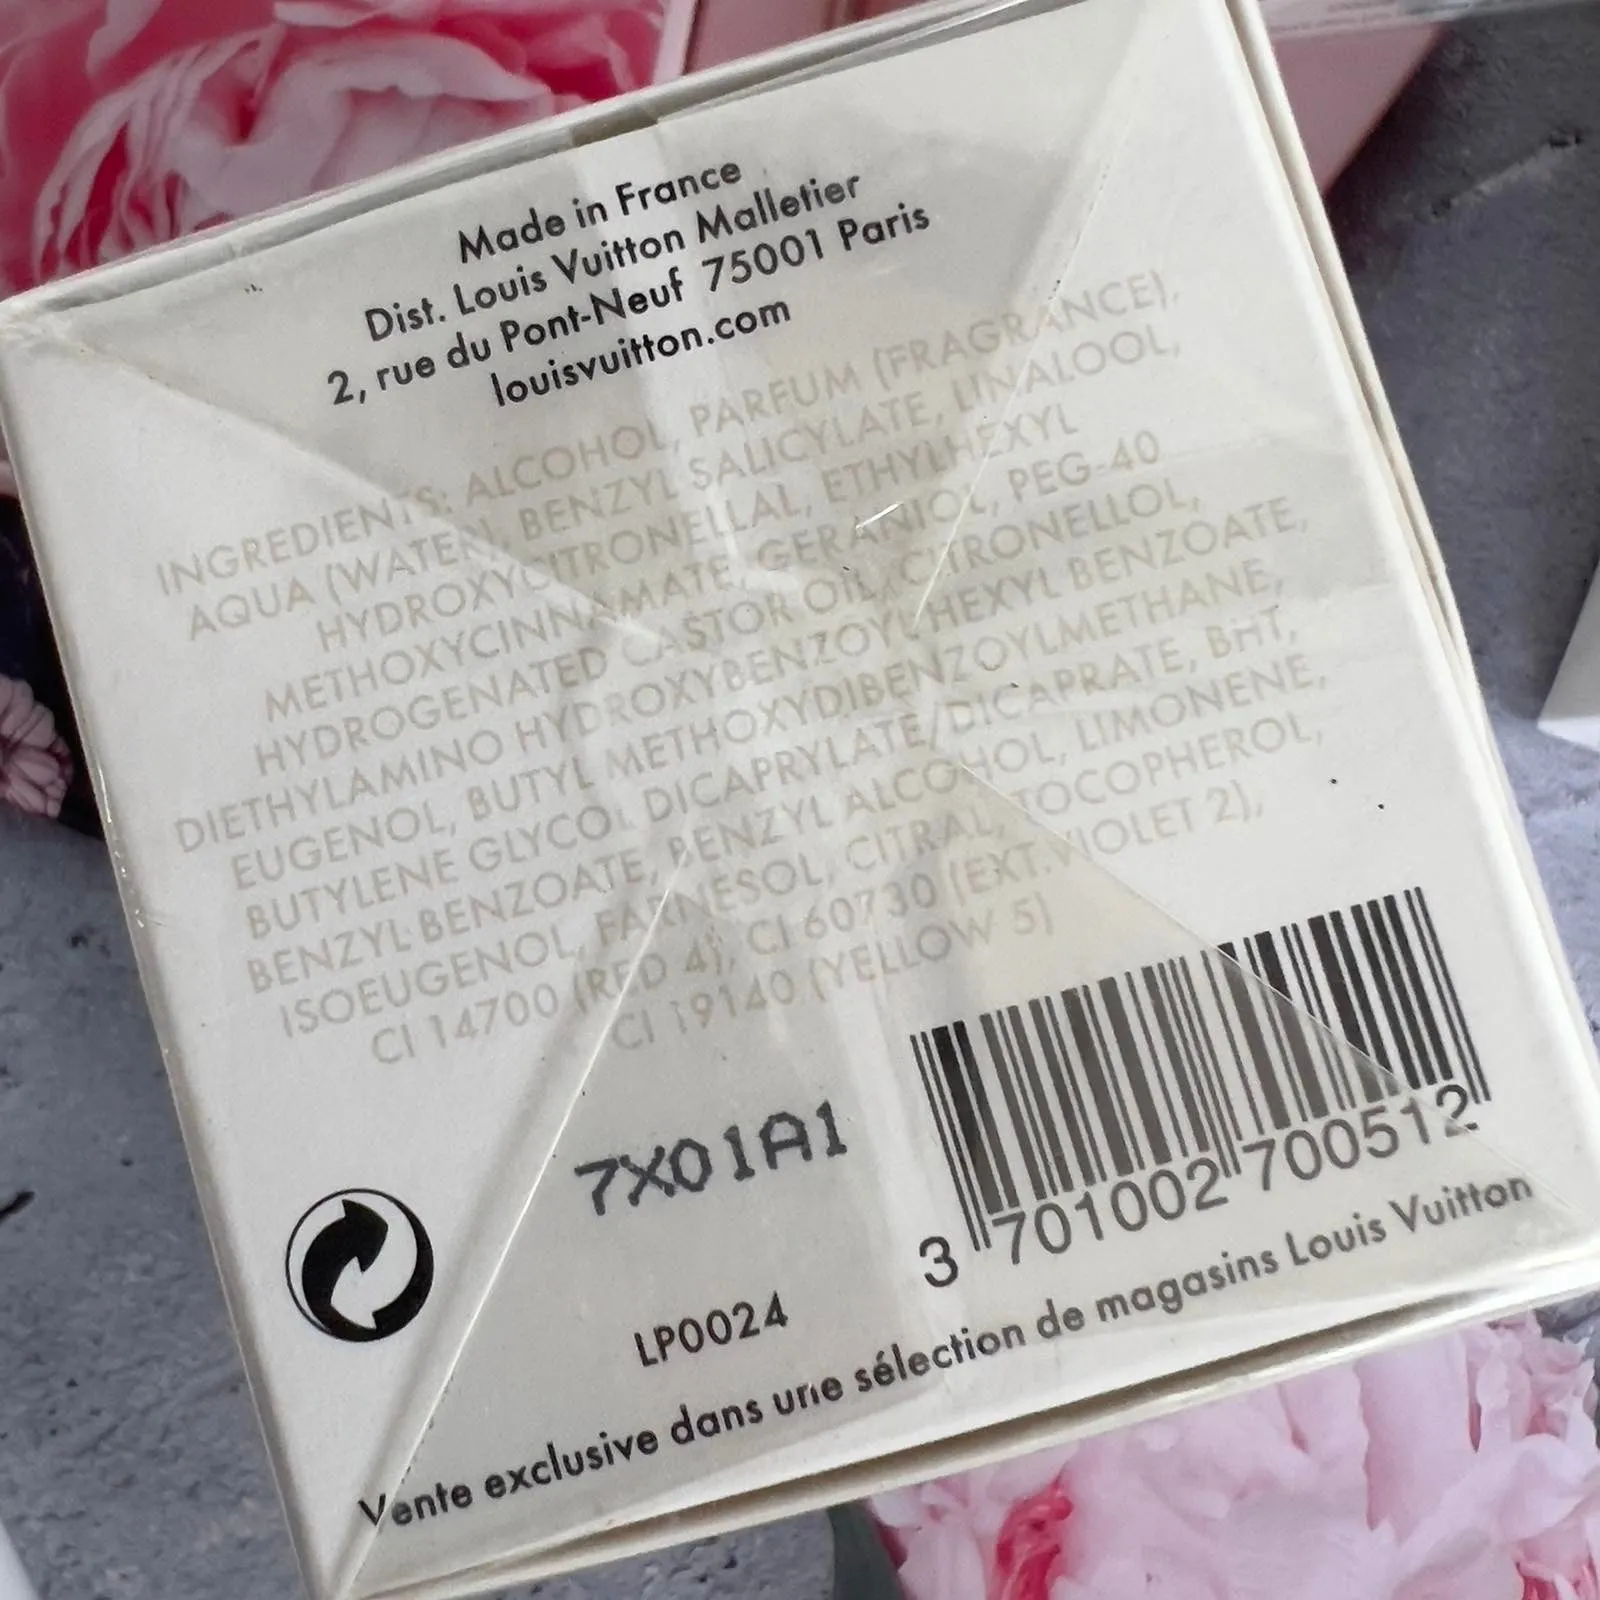 Made in France
Dist. Louis Vuitton Malletier
2, rue du Pont-Neuf 75001 Paris
louisvuitton.com
INGREDIENTS: ALCOHOL, PARFUM (FRAGRANCE),
AQUA (WATER), BENZYL SALICYLATE, LINALOOL,
HYDROXYCITRONELLAL, ETHYLHEXYL
METHOXYCINNAMATE, GERANIOL, PEG-40
HYDROGENATED CASTOR OIL, CITRONELLOL,
DIETHYLAMINO HYDROXYBENZOYL HEXYL BENZOATE,
EUGENOL, BUTYL METHOXYDIBENZOYLMETHANE,
BUTYLENE GLYCOL DICAPRYLATE/DICAPRATE, BHT,
BENZYL BENZOATE, BENZYL ALCOHOL, LIMONENE,
ISOEUGENOL, FARNESOL, CITRAL, TOCOPHEROL,
CI 14700 (RED 4), CI 60730 (EXT. VIOLET 2),
CI 19140 (YELLOW 5)
7X01A1
3 701002 700512
LP0024
Vente exclusive dans une sélection de magasins Louis Vuitton